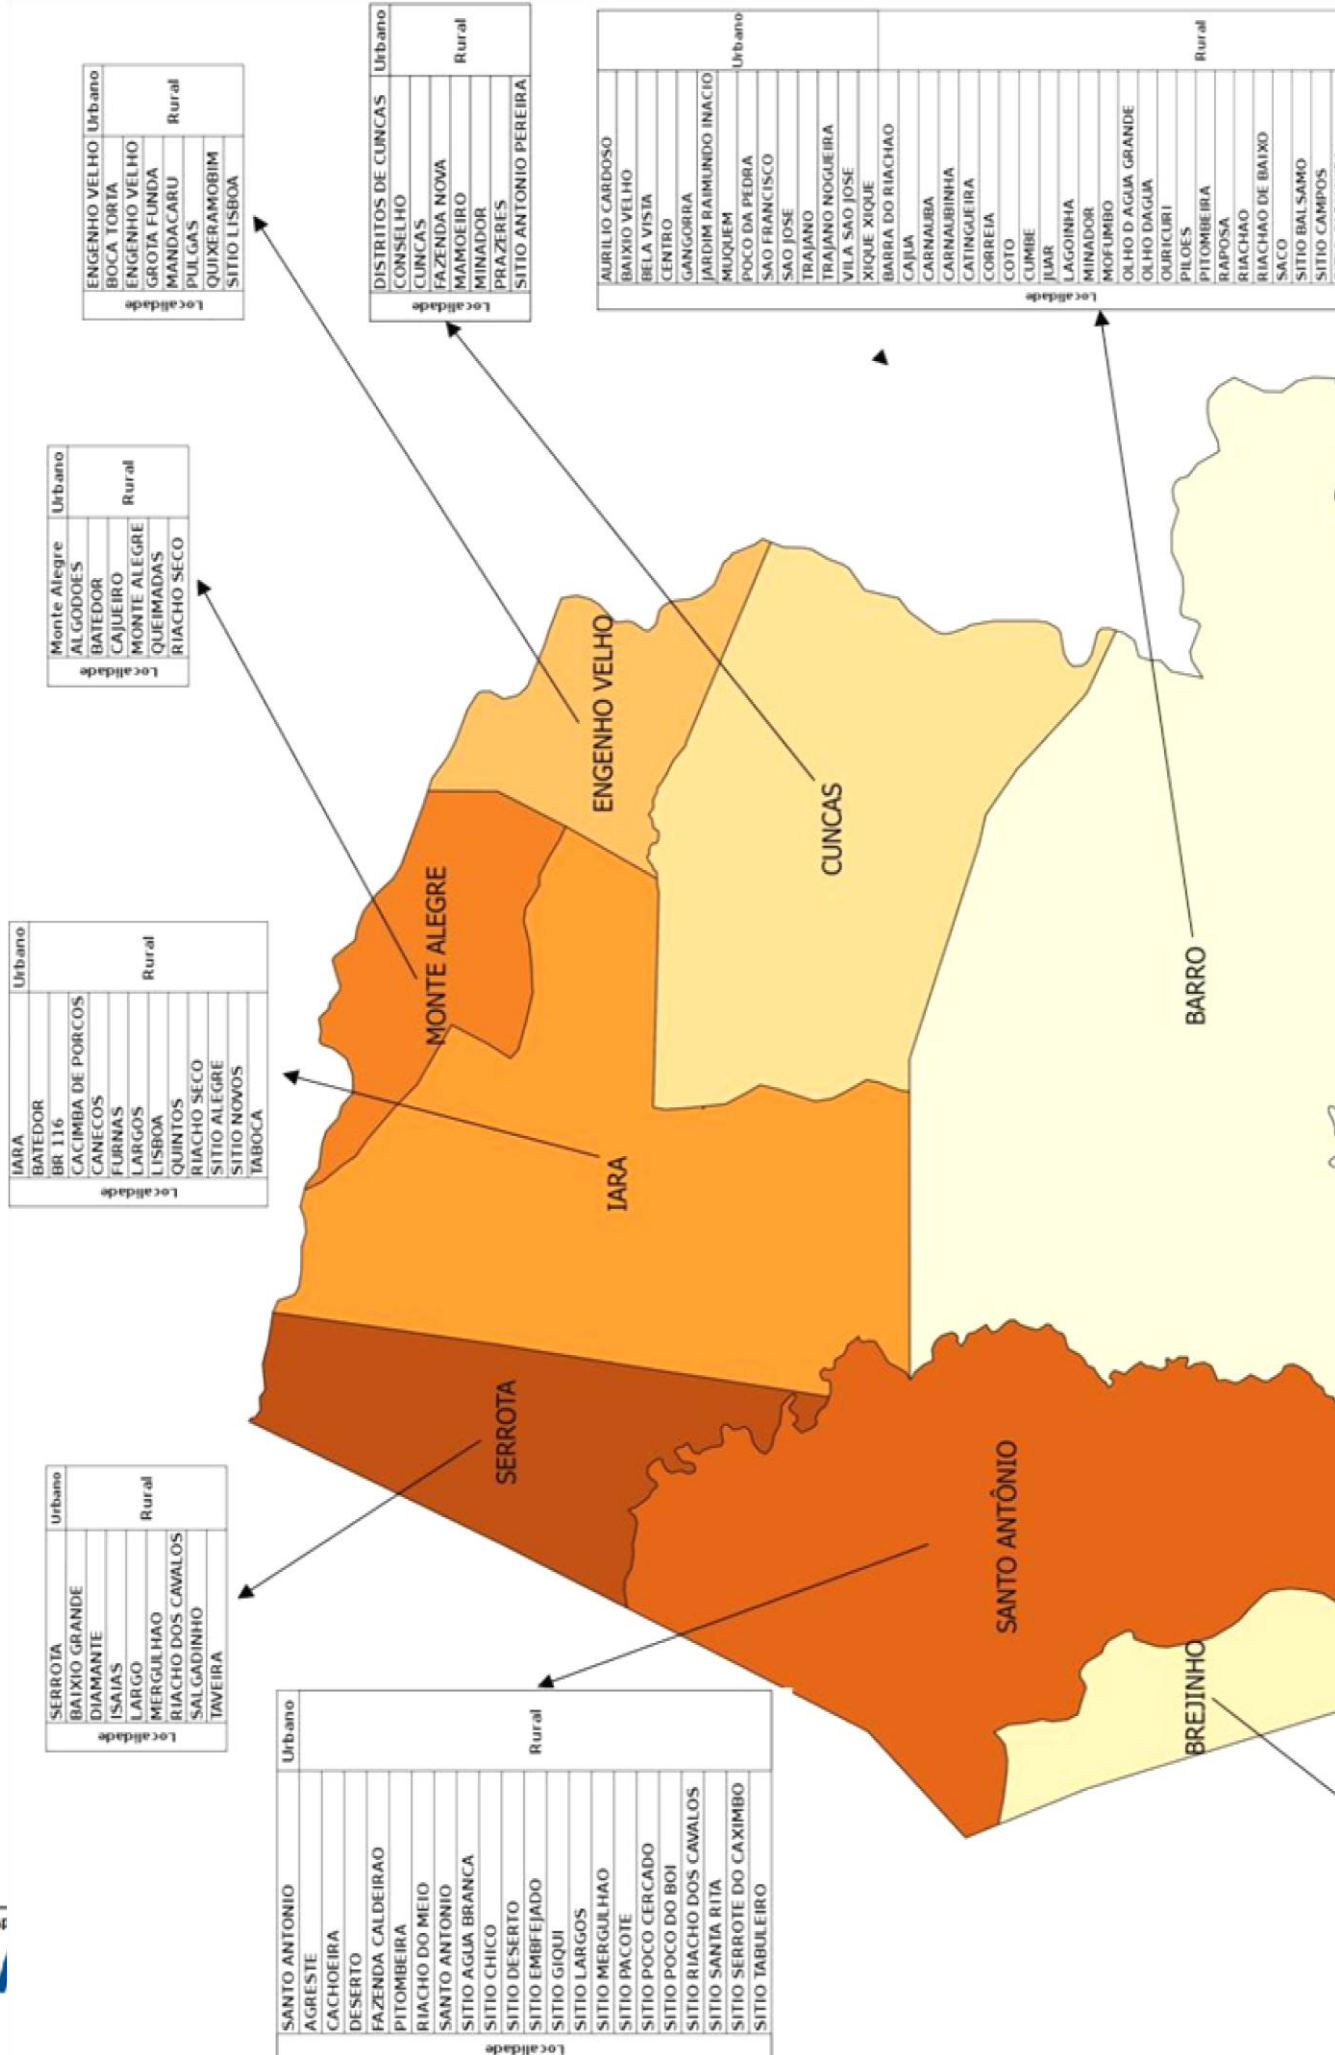 Localidade
SANTO ANTONIO
Urbano
AGRESTE
CACHOEIRA
DESERTO
FAZENDA CALDEIRAO
PITOMBEIRA
RIACHO DO MEIO
SANTO ANTONIO
SITIO AGUA BRANCA
SITIO CHICO
SITIO DESERTO
SITIO EMBFEJADO
SITIO GIQUI
SITIO LARGOS
SITIO MERGULHAO
SITIO PACOTE
SITIO POCO CERCADO
SITIO POCO DO BOI
SITIO RIACHO DOS CAVALOS
SITIO SANTA RITA
SITIO SERROTE DO CAXIMBO
SITIO TABULEIRO
Rural
Localidade
SERROTA
Urbano
BAIXIO GRANDE
DIAMANTE
ISAIAS
LARGO
MERGULHAO
RIACHO DOS CAVALOS
SALGADINHO
TAVEIRA
Rural
Localidade
IARA
Urbano
BATEDOR
BR 116
CACIMBA DE PORCOS
CANECOS
FURNAS
LARGOS
LISBOA
QUINTOS
RIACHO SECO
SITIO ALEGRE
SITIO NOVOS
TABOCA
Rural
Localidade
Monte Alegre
Urbano
ALGODOES
BATEDOR
CAJUEIRO
MONTE ALEGRE
QUEIMADAS
RIACHO SECO
Rural
Localidade
ENGENHO VELHO
Urbano
BOCA TORTA
ENGENHO VELHO
GROTA FUNDA
MANDACARU
PULGAS
QUIXERAMOBIM
SITIO LISBOA
Rural
Localidade
DISTRITOS DE CUNCAS
Urbano
CONSELHO
CUNCAS
FAZENDA NOVA
MAMOEIRO
MINADOR
PRAZERES
SITIO ANTONIO PEREIRA
Rural
Localidade
AURILIO CARDOSO
BAIXIO VELHO
BELA VISTA
CENTRO
GANGORRA
JARDIM RAIMUNDO INACIO
MUQUEM
POCO DA PEDRA
SAO FRANCISCO
SAO JOSE
TRAJANO
TRAJANO NOGUEIRA
VILA SAO JOSE
XIQUE XIQUE
Urbano
BARRA DO RIACHAO
CAJUA
CARNAUBA
CARNAUBINHA
CATINGUEIRA
CORREIA
COTO
CUMBE
JUAR
LAGOINHA
MINADOR
MOFUMBO
OLHO D AGUA GRANDE
OLHO DAGUA
OURICURI
PILOES
PITOMBEIRA
RAPOSA
RIACHAO
RIACHAO DE BAIXO
SACO
SITIO BALSAMO
SITIO CAMPOS
Rural
MONTE ALEGRE
SERROTA
ENGENHO VELHO
IARA
CUNCAS
SANTO ANTÔNIO
BARRO
BREJINHO